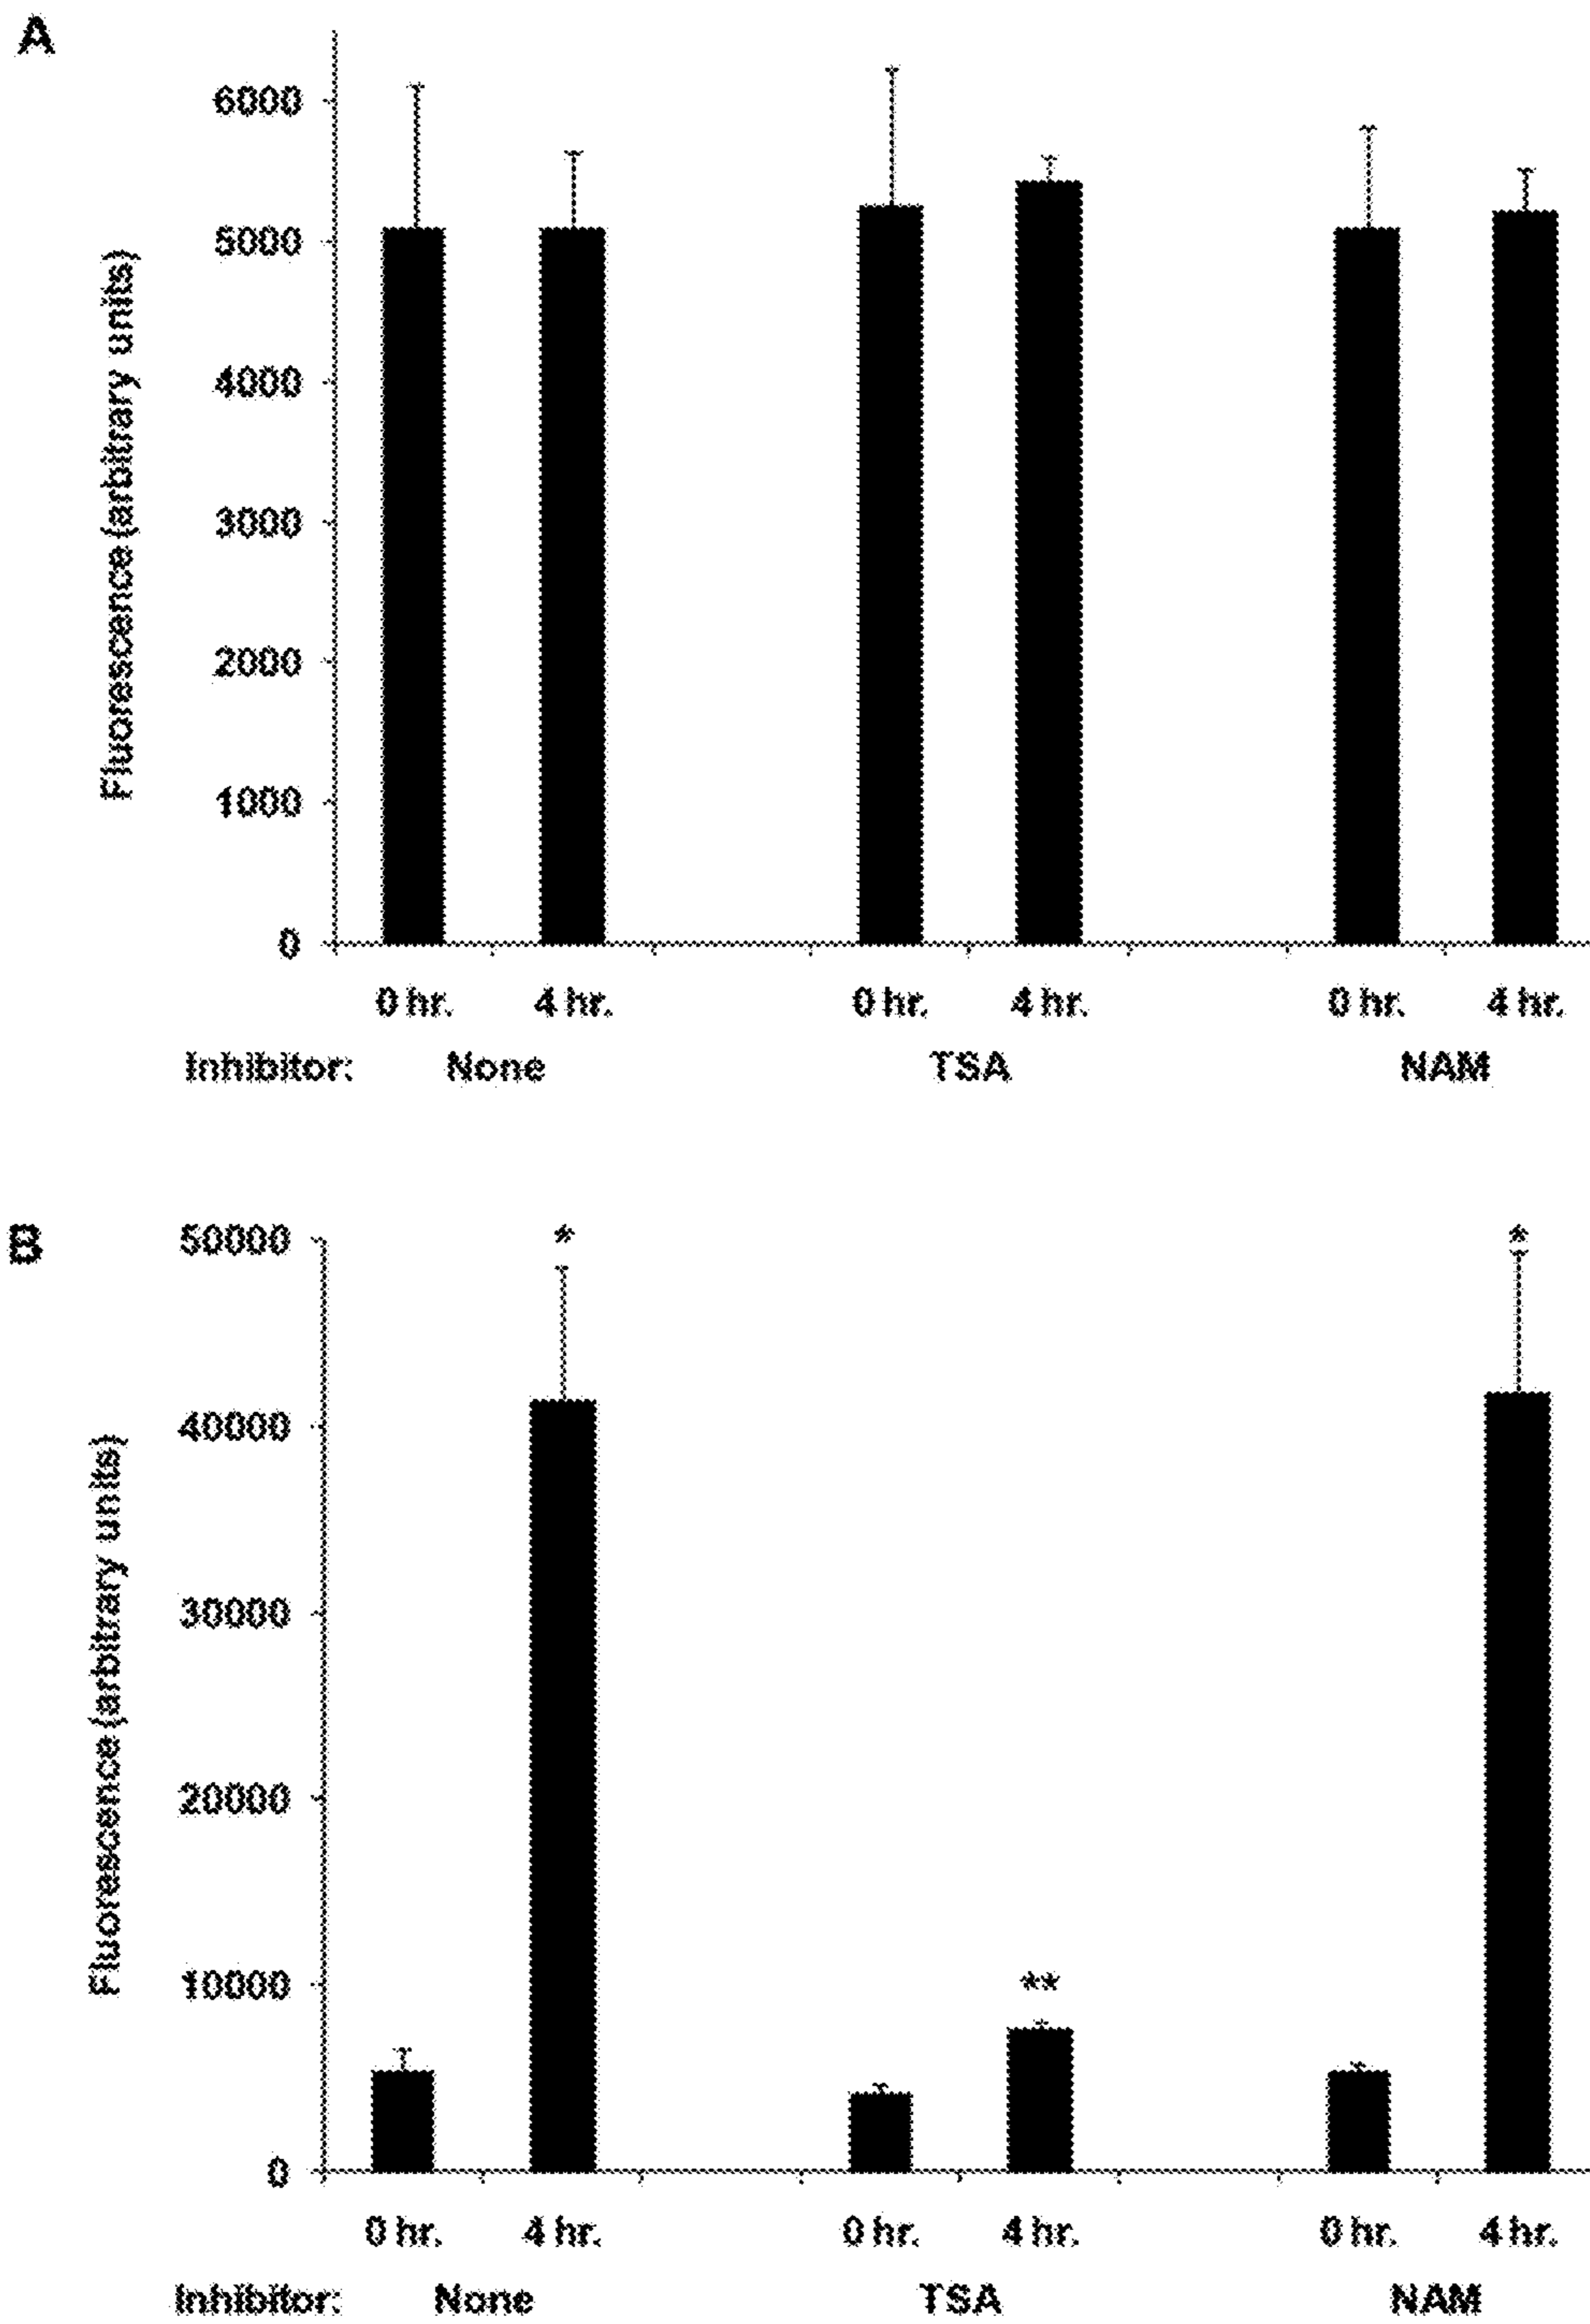 A
Fluorescence (arbitrary units)
6000
5000
4000
3000
2000
1000
0
0 hr. 4 hr. 0 hr. 4 hr. 0 hr. 4 hr.
Inhibitor: None TSA NAM
B
Fluorescence (arbitrary units)
50000
40000
30000
20000
10000
0
* ** *
0 hr. 4 hr. 0 hr. 4 hr. 0 hr. 4 hr.
Inhibitor: None TSA NAM